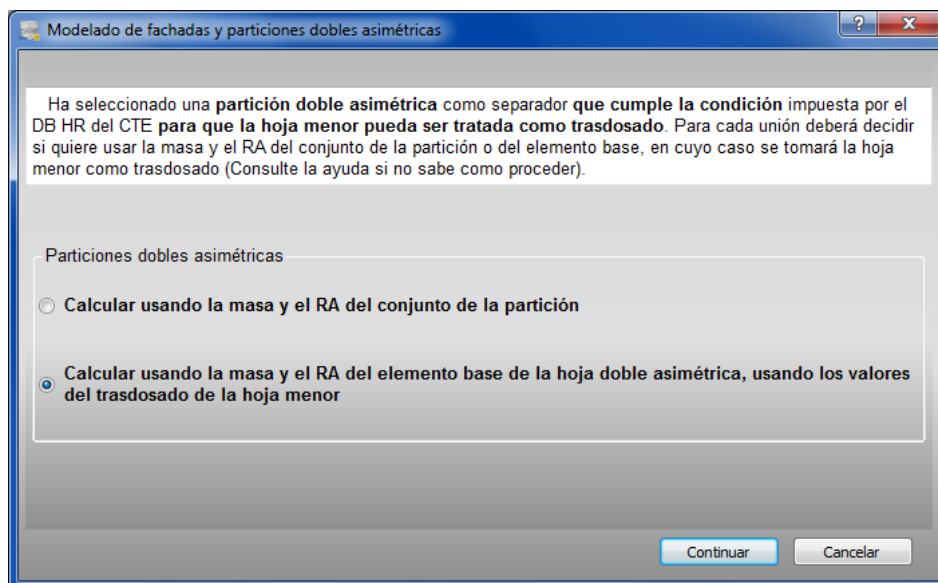 Modelado de fachadas y particiones dobles asimétricas
?
X
Ha seleccionado una partición doble asimétrica como separador que cumple la condición impuesta por el
DB HR del CTE para que la hoja menor pueda ser tratada como trasdosado. Para cada unión deberá decidir
si quiere usar la masa y el RA del conjunto de la partición o del elemento base, en cuyo caso se tomará la hoja
menor como trasdosado (Consulte la ayuda si no sabe como proceder).
Particiones dobles asimétricas
Calcular usando la masa y el RA del conjunto de la partición
Calcular usando la masa y el RA del elemento base de la hoja doble asimétrica, usando los valores
del trasdosado de la hoja menor
Continuar
Cancelar